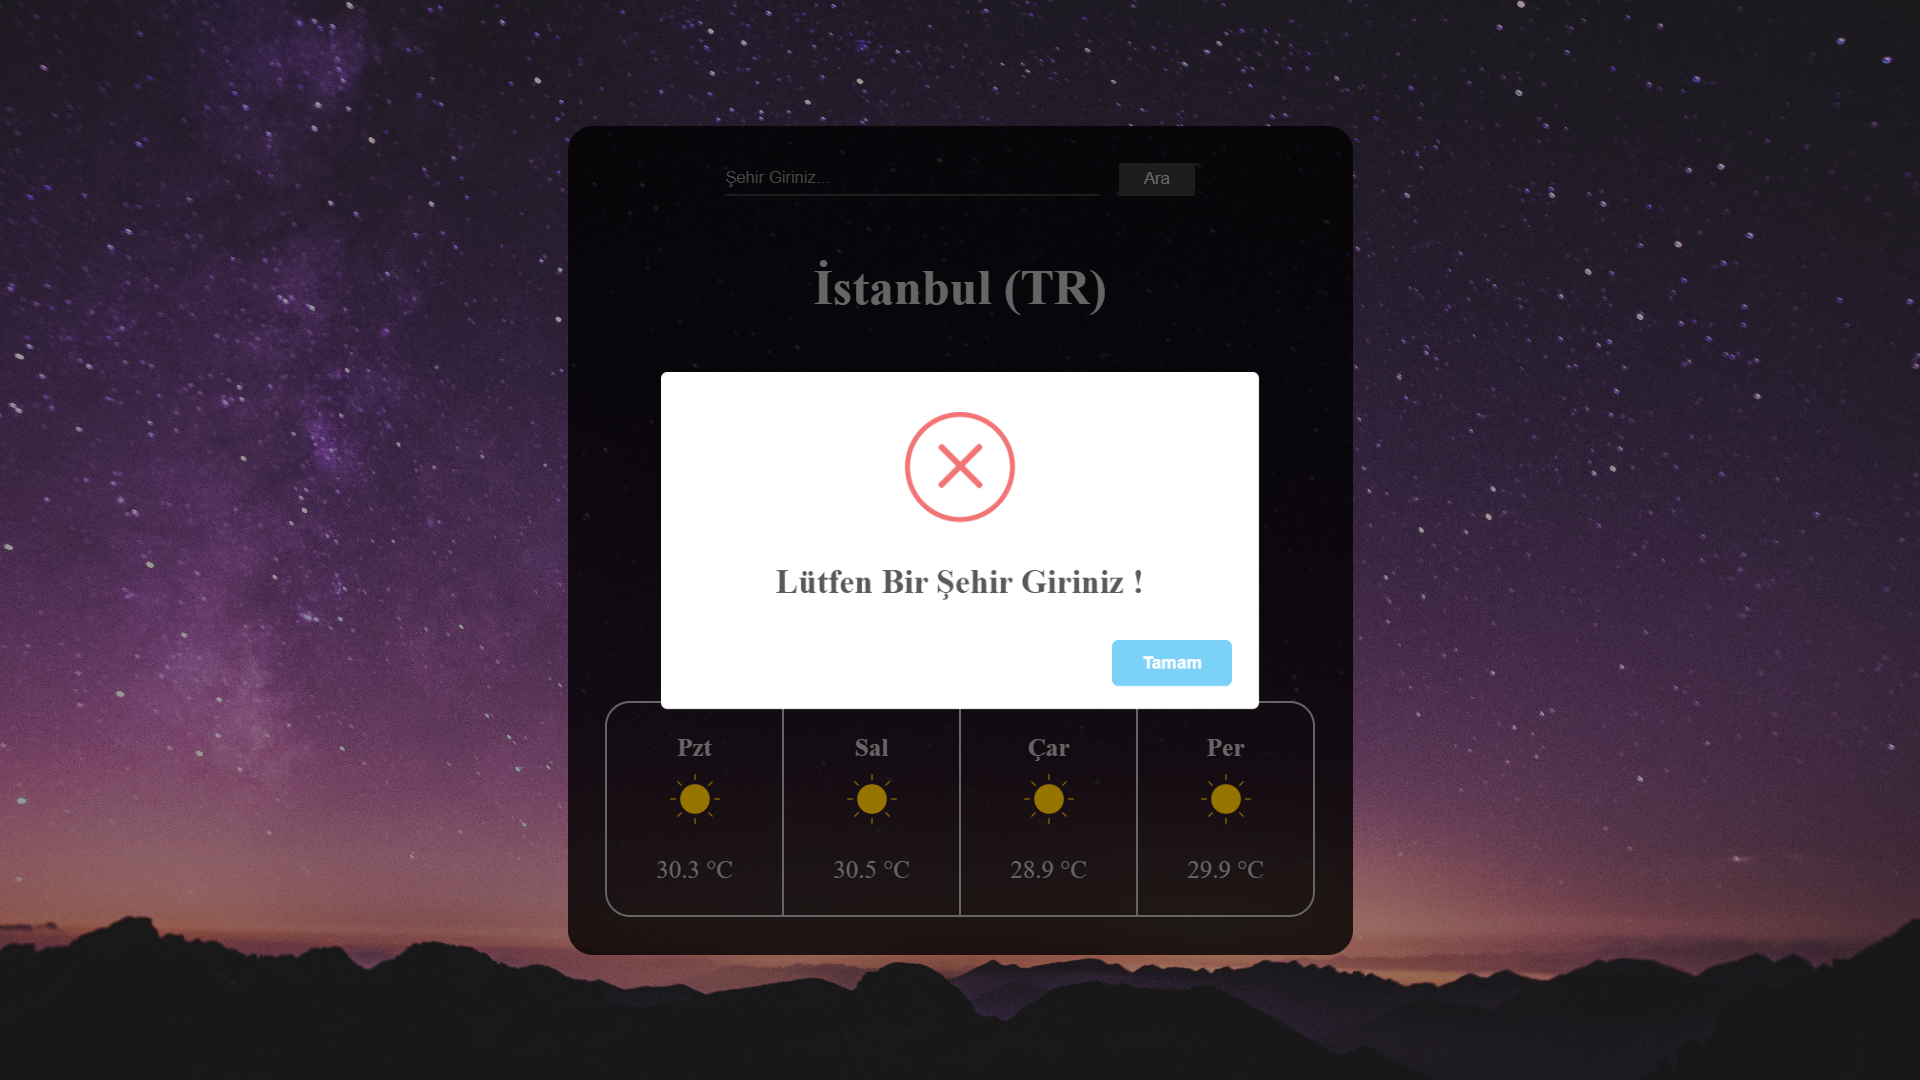 Şehir Giriniz...
Ara
İstanbul (TR)
Lütfen Bir Şehir Giriniz !
Tamam
Pzt Sal Çar Per
30.3 °C 30.5 °C 28.9 °C 29.9 °C